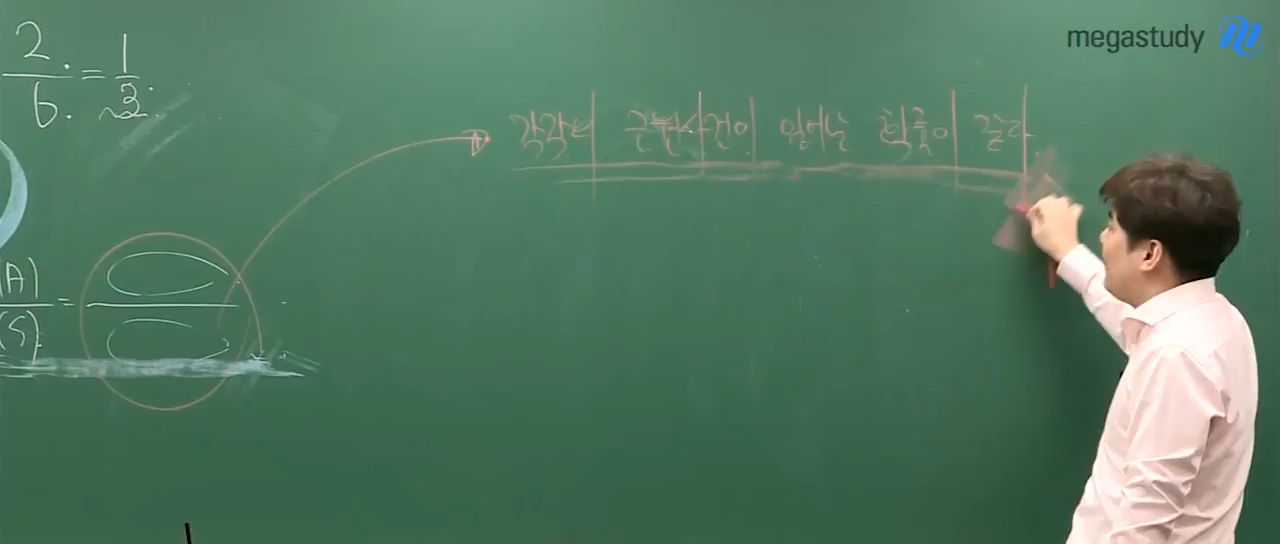 megastudy
2.
— = 1/3.
6.
각각의 근원사건이 일어날 확률이 같다.
(A)
— =
(S)